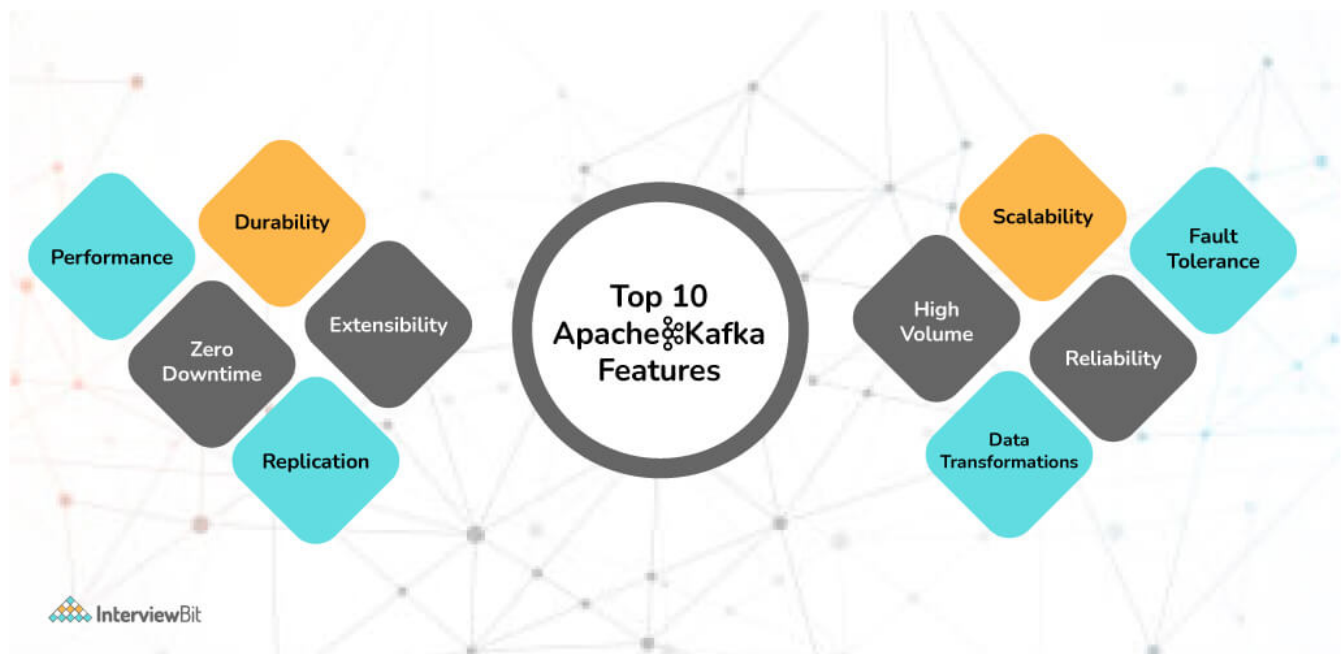 Performance
Durability
Zero
Downtime
Extensibility
Replication
Top 10
Apache Kafka
Features
Scalability
Fault
Tolerance
High
Volume
Reliability
Data
Transformations
InterviewBit